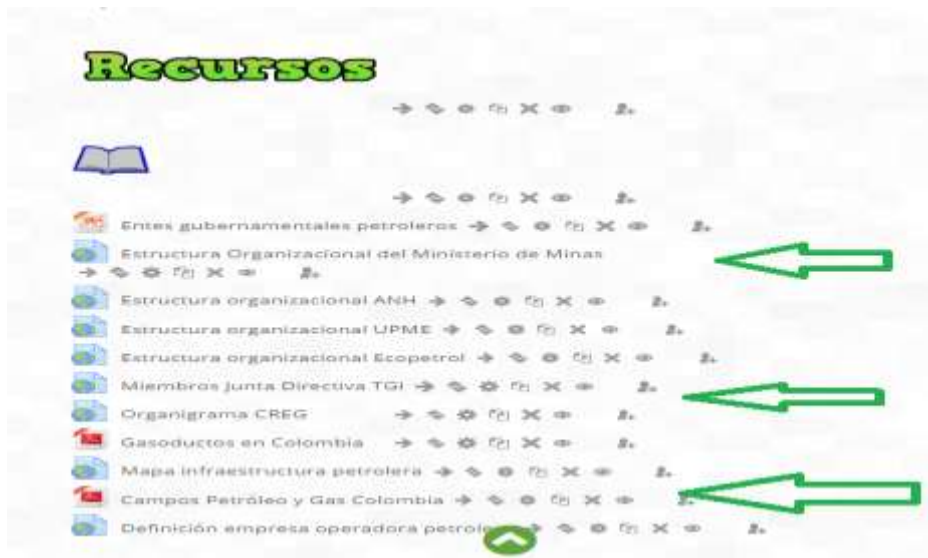 Recursos
Entes gubernamentales petroleros
Estructura Organizacional del Ministerio de Minas
Estructura organizacional ANH
Estructura organizacional UPME
Estructura organizacional Ecopetrol
Miembros Junta Directiva TGI
Organigrama CREG
Gasoductos en Colombia
Mapa infraestructura petrolera
Campos Petróleo y Gas Colombia
Definición empresa operadora